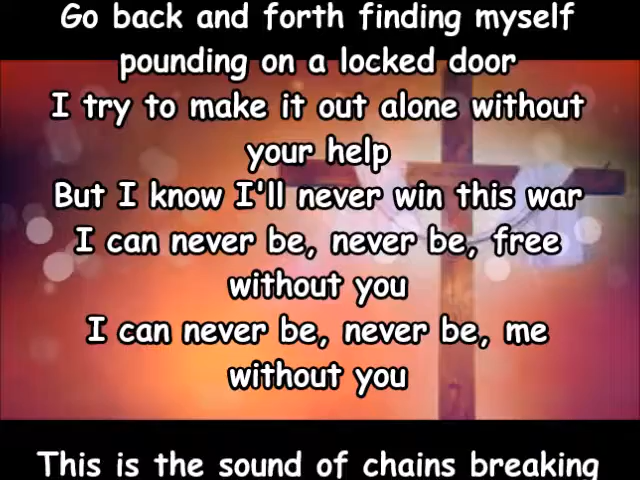 Go back and forth finding myself
pounding on a locked door
I try to make it out alone without
your help
But I know I'll never win this war
I can never be, never be, free
without you
I can never be, never be, me
without you
This is the sound of chains breaking